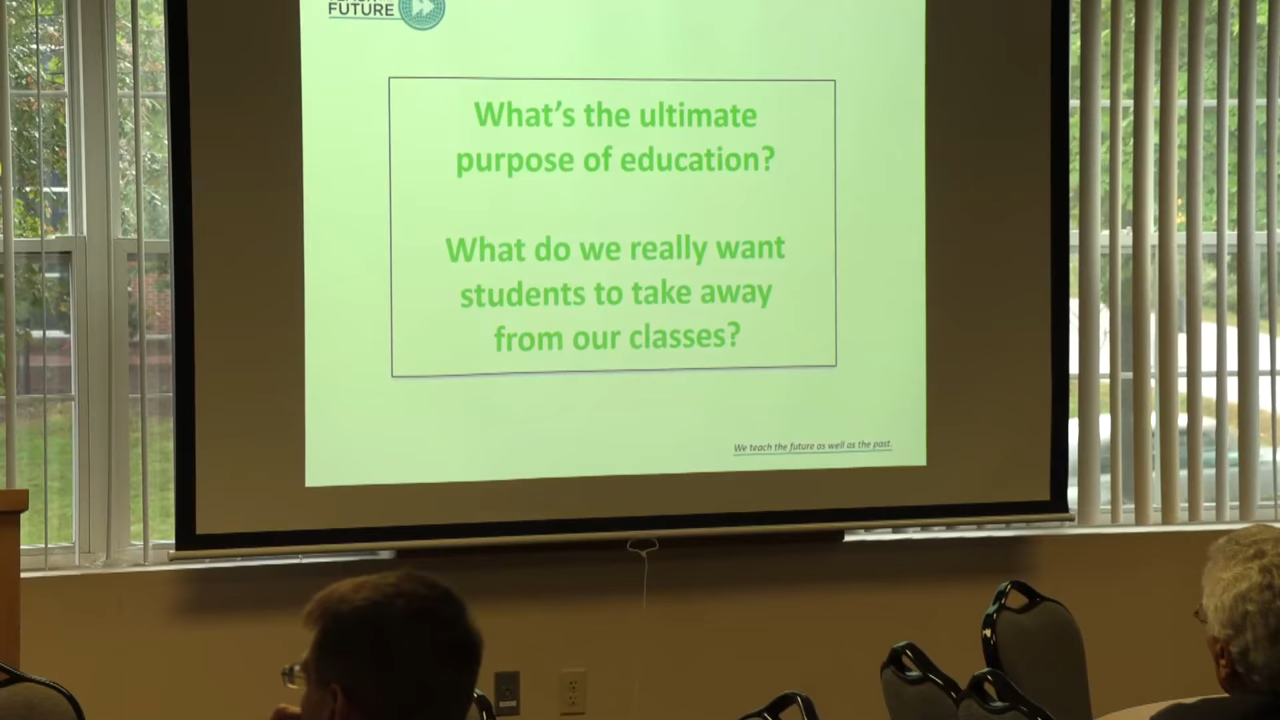 FUTURE
What's the ultimate
purpose of education?
What do we really want
students to take away
from our classes?
We teach the future as well as the past.